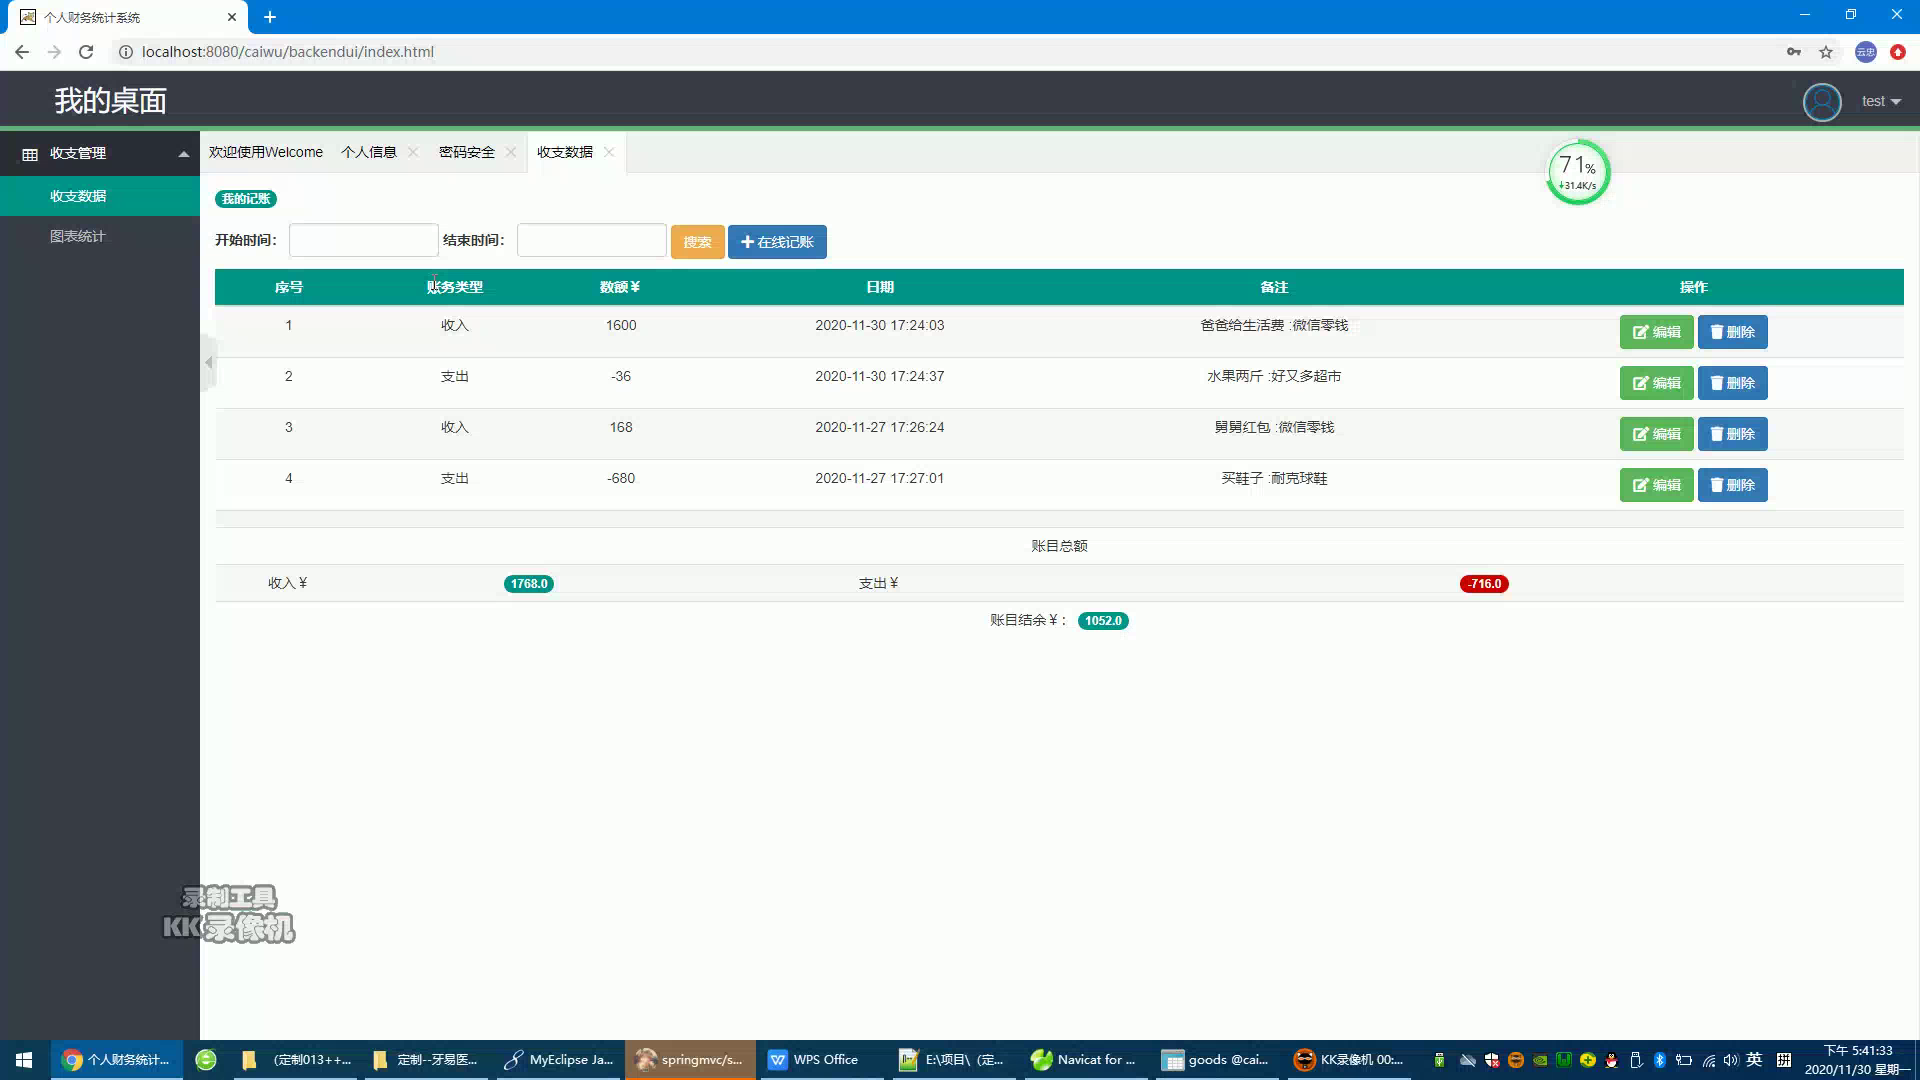 个人财务统计系统
localhost:8080/caiwu/backendui/index.html
云忠
我的桌面
test
收支管理
收支数据
图表统计
欢迎使用Welcome 个人信息 密码安全 收支数据
71%
31.4K/s
我的记账
开始时间: 结束时间: 搜索 在线记账
序号 账务类型 数额¥ 日期 备注 操作
1 收入 1600 2020-11-30 17:24:03 爸爸给生活费 :微信零钱 编辑 删除
2 支出 -36 2020-11-30 17:24:37 水果两斤 :好又多超市 编辑 删除
3 收入 168 2020-11-27 17:26:24 舅舅红包 :微信零钱 编辑 删除
4 支出 -680 2020-11-27 17:27:01 买鞋子 :耐克球鞋 编辑 删除
账目总额
收入¥ 1768.0 支出¥ -716.0
账目结余¥: 1052.0
录制工具
KK录像机
个人财务统计... (定制013++... 定制--牙易医... MyEclipse Ja... springmvc/s... WPS Office E:\项目\（定... Navicat for ... goods @cai... KK录像机 00:... 英 拼
下午 5:41:33
2020/11/30 星期一